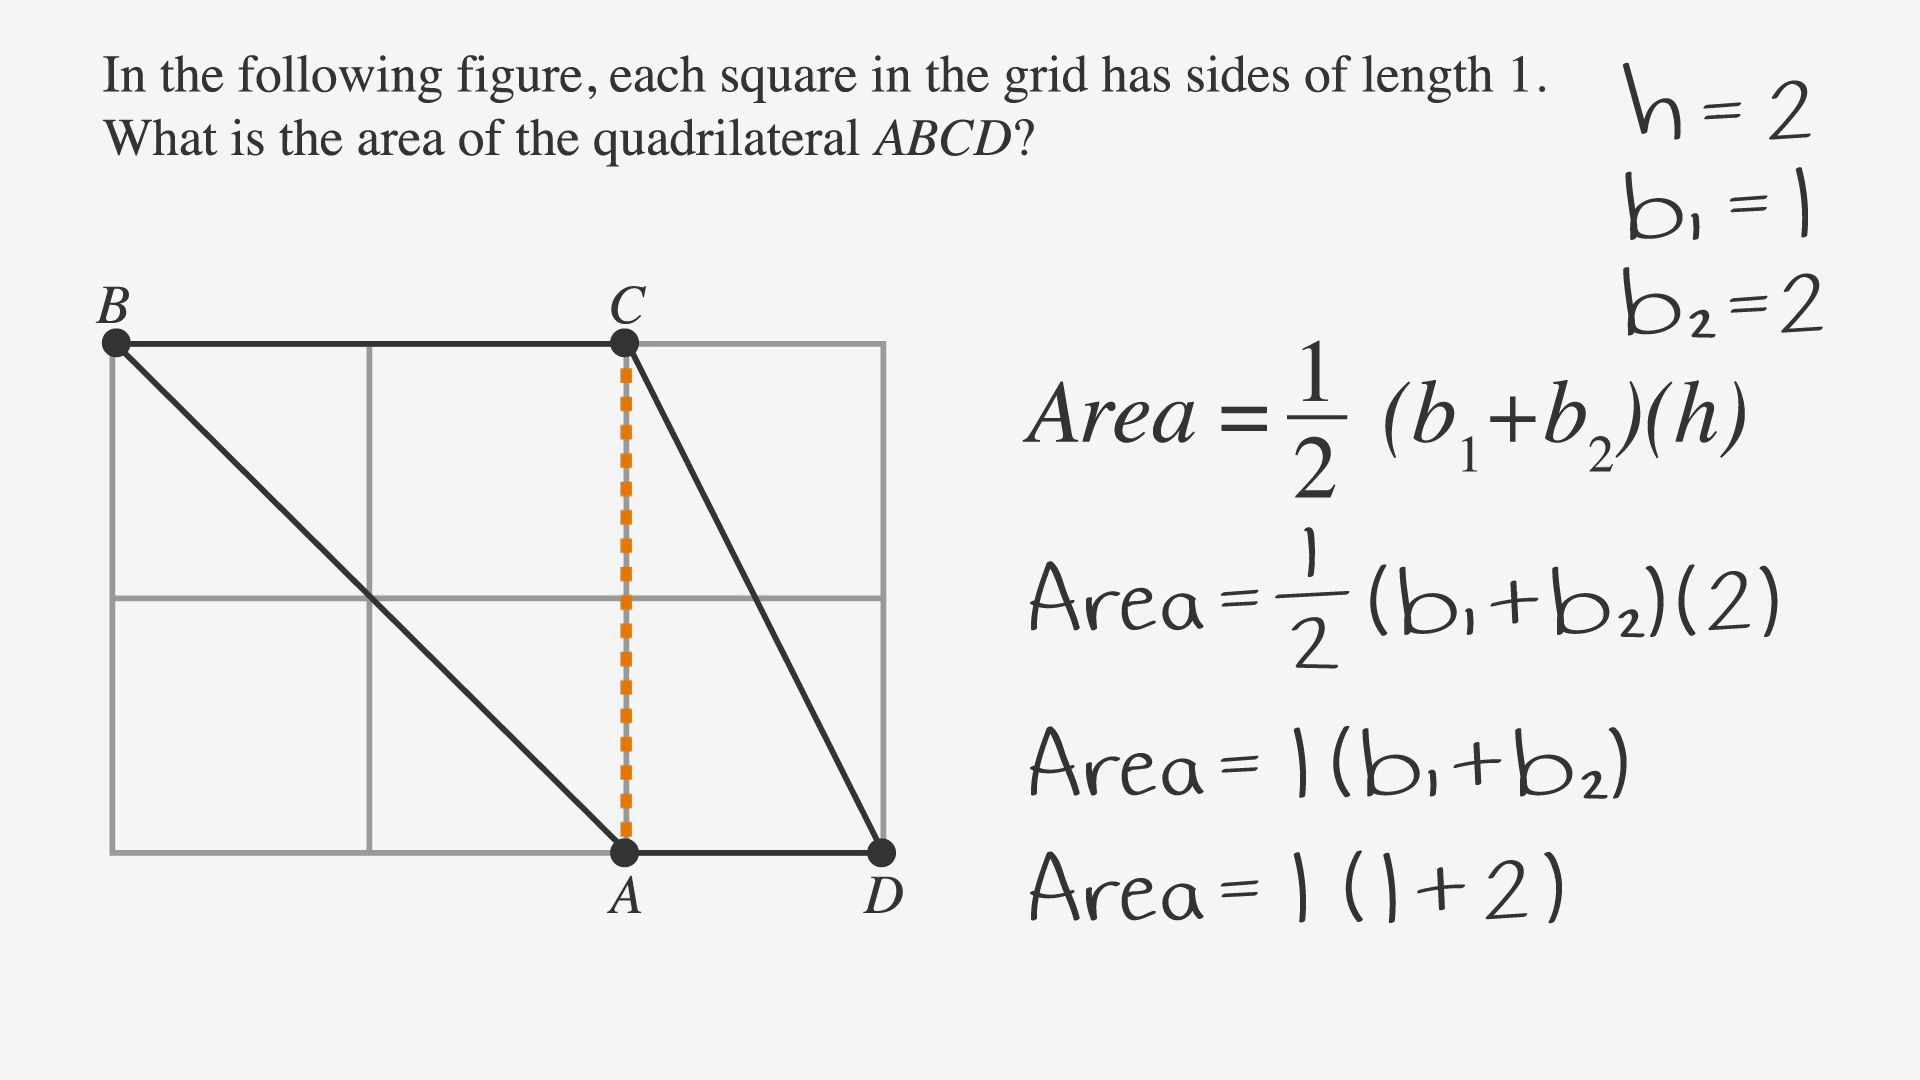 In the following figure, each square in the grid has sides of length 1.
What is the area of the quadrilateral ABCD?
h = 2
b₁ = 1
b₂ = 2
B
C
A
D
Area = 1/2 (b₁+b₂)(h)
Area = 1/2 (b₁+b₂)(2)
Area = 1(b₁+b₂)
Area = 1(1+2)